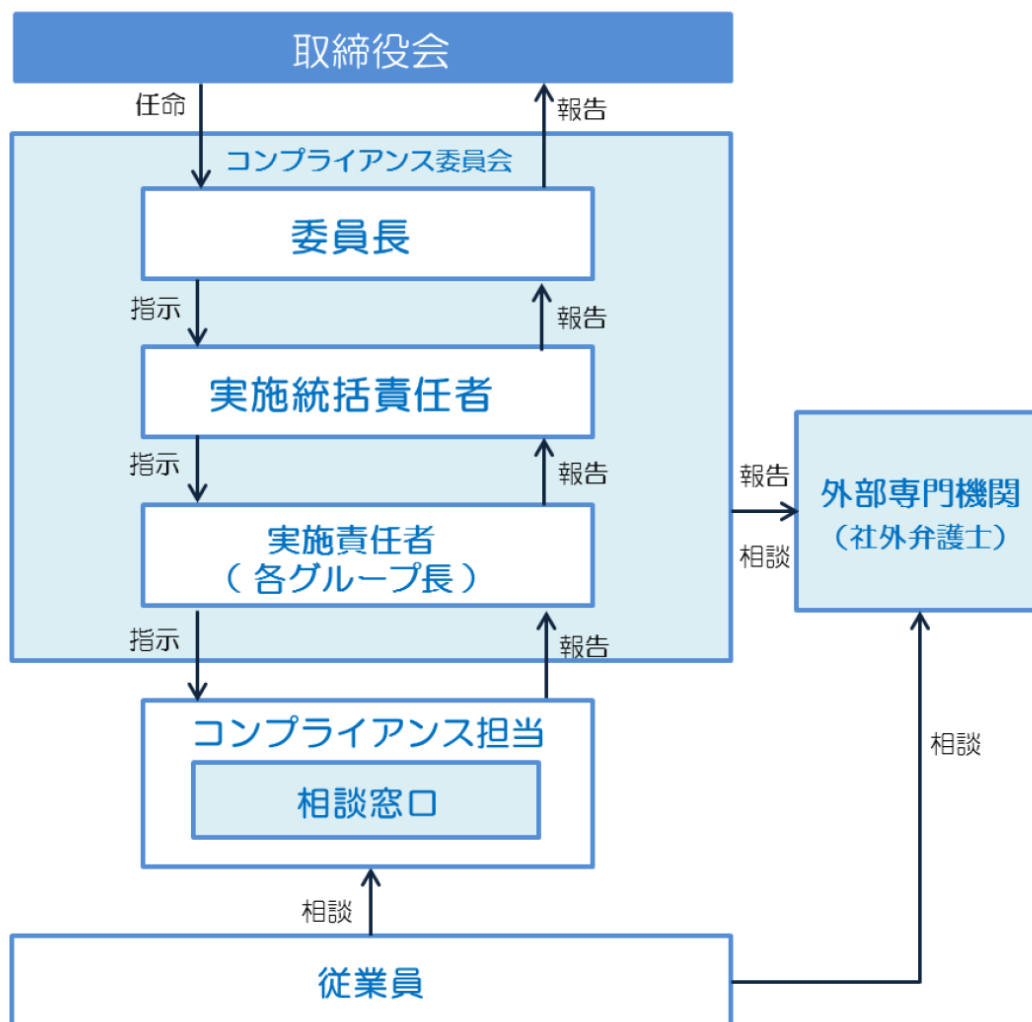 取締役会
任命
報告
コンプライアンス委員会
委員長
指示
報告
実施統括責任者
指示
報告
実施責任者
（各グループ長）
報告
相談
外部専門機関
（社外弁護士）
指示
報告
コンプライアンス担当
相談窓口
相談
相談
従業員